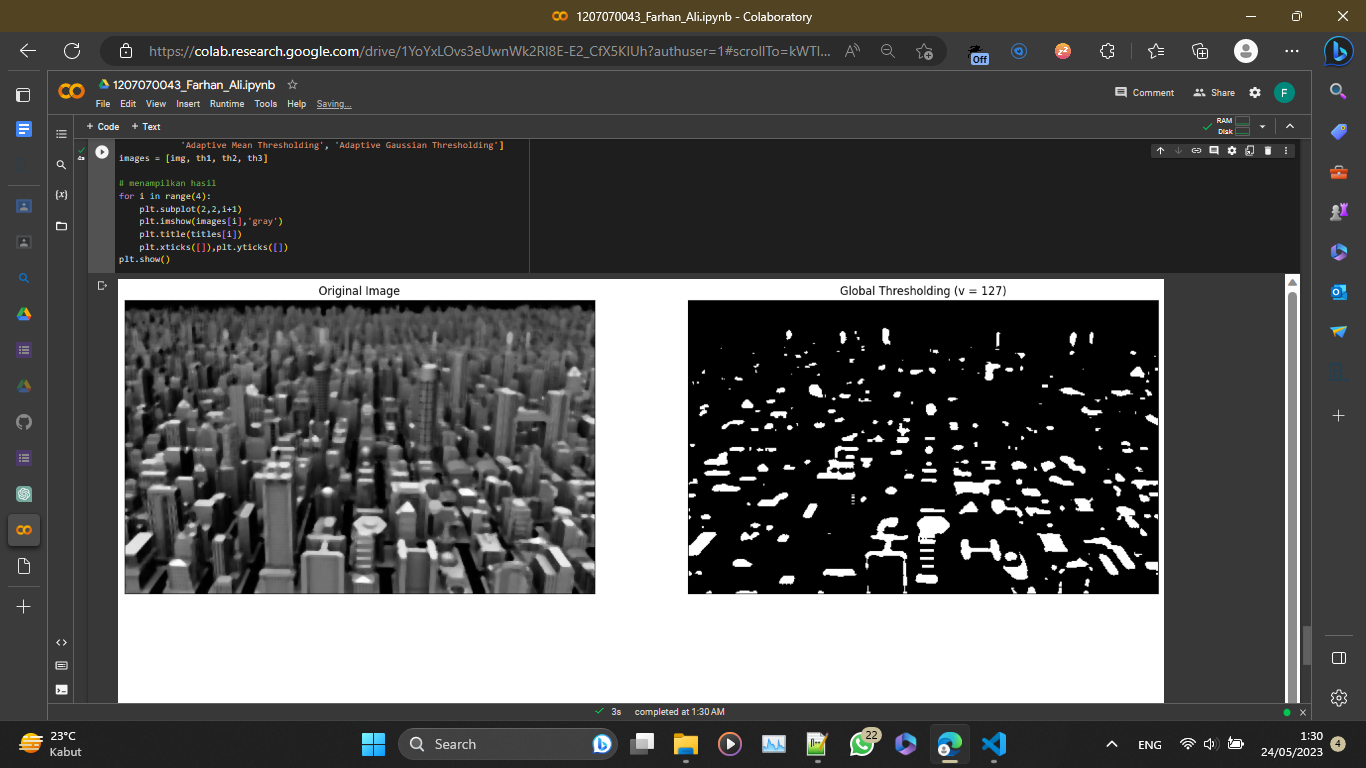 1207070043_Farhan_Ali.ipynb - Colaboratory
https://colab.research.google.com/drive/1YoYxLOvs3eUwnWk2Rl8E-E2_CfX5KIUh?authuser=1#scrollTo=kWTl...
Off
1207070043_Farhan_Ali.ipynb
File Edit View Insert Runtime Tools Help Saving...
Comment Share F
+ Code + Text
RAM
Disk
4s
'Adaptive Mean Thresholding', 'Adaptive Gaussian Thresholding']
images = [img, th1, th2, th3]
# menampilkan hasil
for i in range(4):
plt.subplot(2,2,i+1)
plt.imshow(images[i],'gray')
plt.title(titles[i])
plt.xticks([]),plt.yticks([])
plt.show()
Original Image
Global Thresholding (v = 127)
3s completed at 1:30 AM
23°C
Kabut
Search
22
ENG
1:30
24/05/2023
4